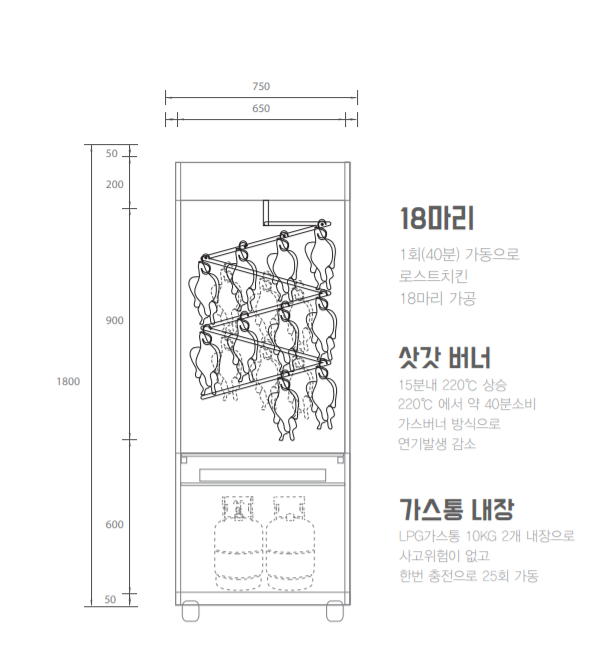 750
650
50
200
900
1800
600
50
18마리
1회(40분) 가동으로
로스트치킨
18마리 가공
삿갓 버너
15분내 220℃ 상승
220℃ 에서 약 40분소비
가스버너 방식으로
연기발생 감소
가스통 내장
LPG가스통 10KG 2개 내장으로
사고위험이 없고
한번 충전으로 25회 가동